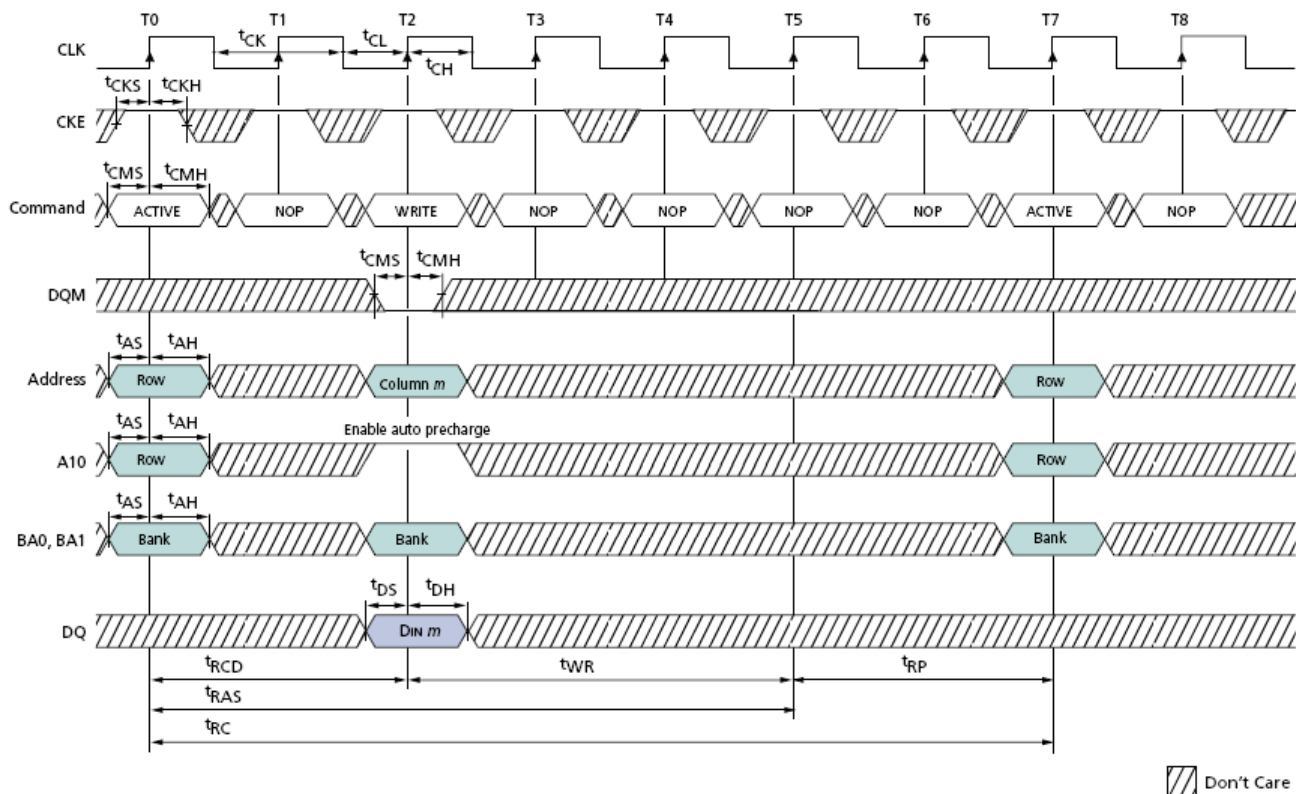 T0 T1 T2 T3 T4 T5 T6 T7 T8
CLK tCK tCL tCH
tCKS tCKH
CKE
tCMS tCMH
Command ACTIVE NOP WRITE NOP NOP NOP NOP ACTIVE NOP
tCMS tCMH
DQM
tAS tAH
Address Row Column m Row
tAS tAH Enable auto precharge
A10 Row Row
tAS tAH
BA0, BA1 Bank Bank Bank
tDS tDH
DQ DIN m
tRCD tWR tRP
tRAS
tRC
Don't Care